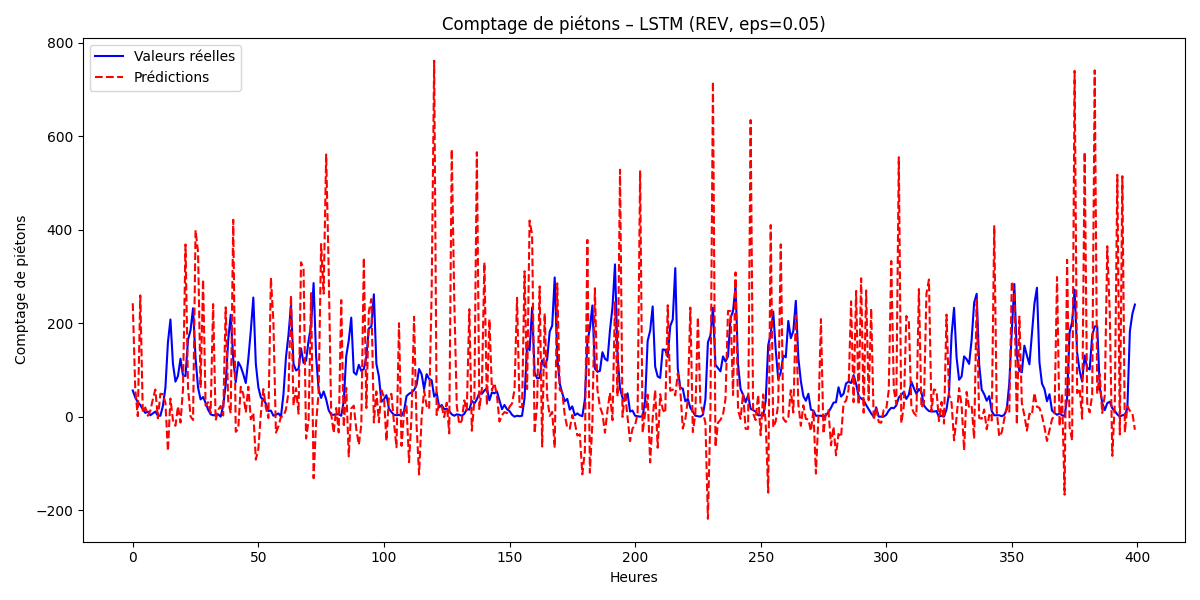 Comptage de piétons – LSTM (REV, eps=0.05)
Valeurs réelles
Prédictions
Comptage de piétons
800
600
400
200
0
−200
0 50 100 150 200 250 300 350 400
Heures